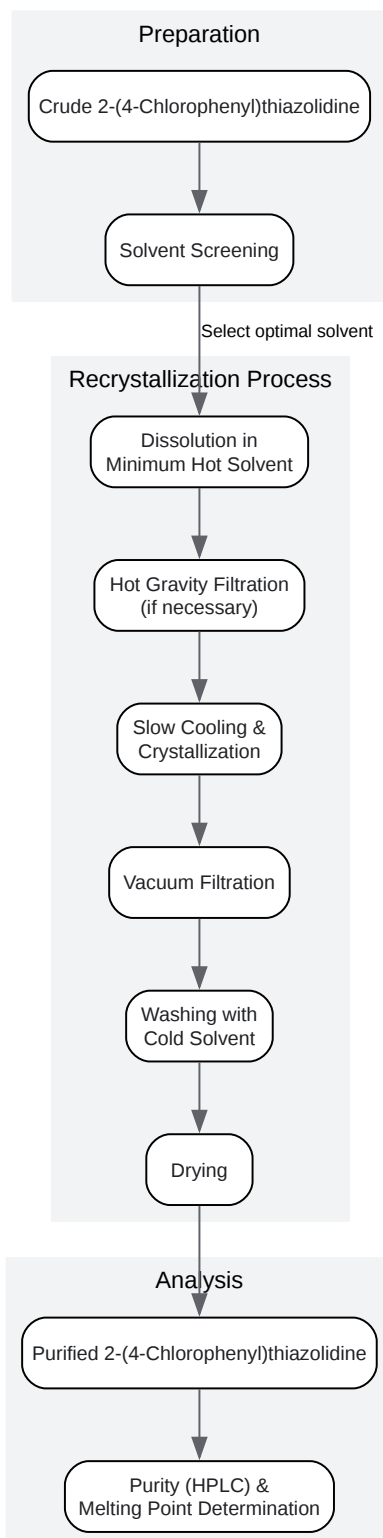 Preparation
Crude 2-(4-Chlorophenyl)thiazolidine
Solvent Screening
Select optimal solvent
Recrystallization Process
Dissolution in
Minimum Hot Solvent
Hot Gravity Filtration
(if necessary)
Slow Cooling &
Crystallization
Vacuum Filtration
Washing with
Cold Solvent
Drying
Analysis
Purified 2-(4-Chlorophenyl)thiazolidine
Purity (HPLC) &
Melting Point Determination